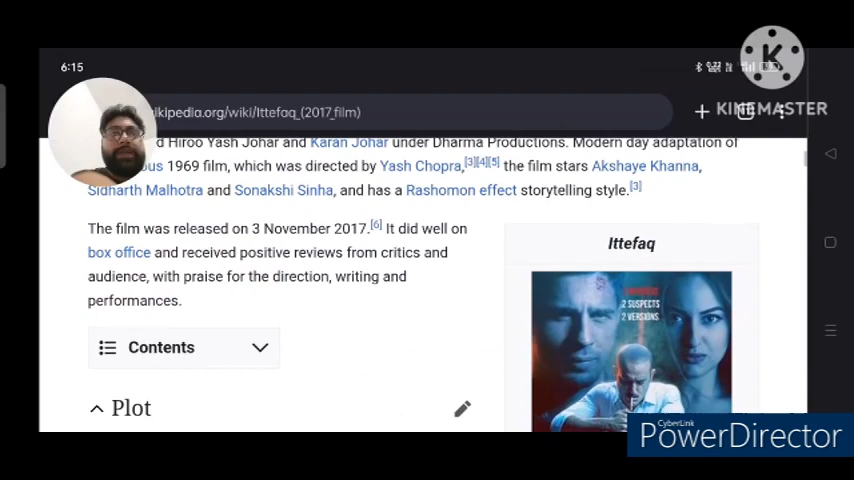 6:15
ikipedia.org/wiki/Ittefaq_(2017_film)
KINEMASTER
d Hiroo Yash Johar and Karan Johar under Dharma Productions. Modern day adaptation of
ous 1969 film, which was directed by Yash Chopra,[3][4][5] the film stars Akshaye Khanna,
Sidharth Malhotra and Sonakshi Sinha, and has a Rashomon effect storytelling style.[3]
The film was released on 3 November 2017.[6] It did well on
box office and received positive reviews from critics and
audience, with praise for the direction, writing and
performances.
Contents
Plot
Ittefaq
2 SUSPECTS
2 VERSIONS
CyberLink
PowerDirector